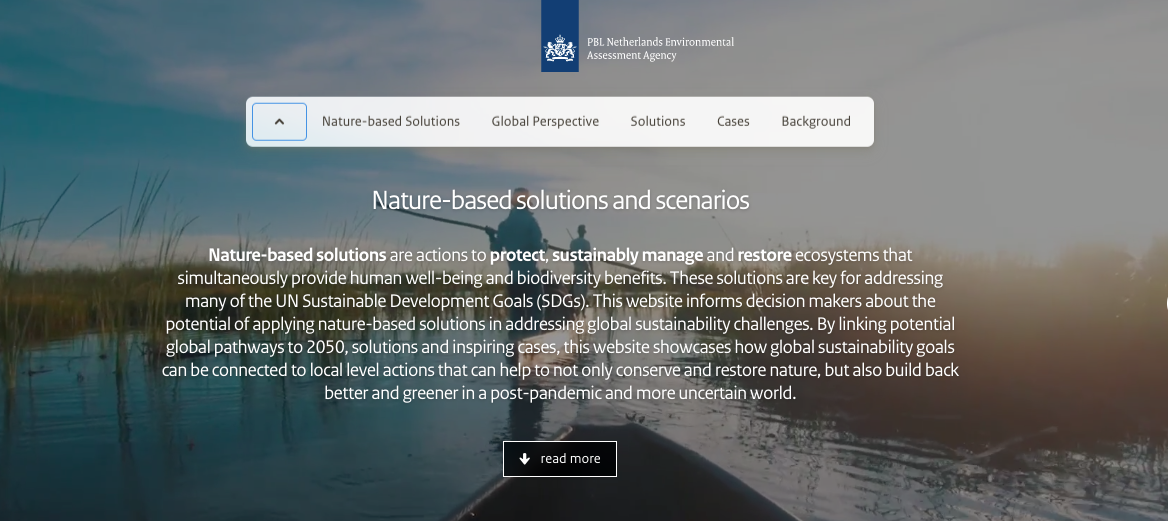 PBL Netherlands Environmental
Assessment Agency
Nature-based Solutions Global Perspective Solutions Cases Background
Nature-based solutions and scenarios
Nature-based solutions are actions to protect, sustainably manage and restore ecosystems that
simultaneously provide human well-being and biodiversity benefits. These solutions are key for addressing
many of the UN Sustainable Development Goals (SDGs). This website informs decision makers about the
potential of applying nature-based solutions in addressing global sustainability challenges. By linking potential
global pathways to 2050, solutions and inspiring cases, this website showcases how global sustainability goals
can be connected to local level actions that can help to not only conserve and restore nature, but also build back
better and greener in a post-pandemic and more uncertain world.
read more